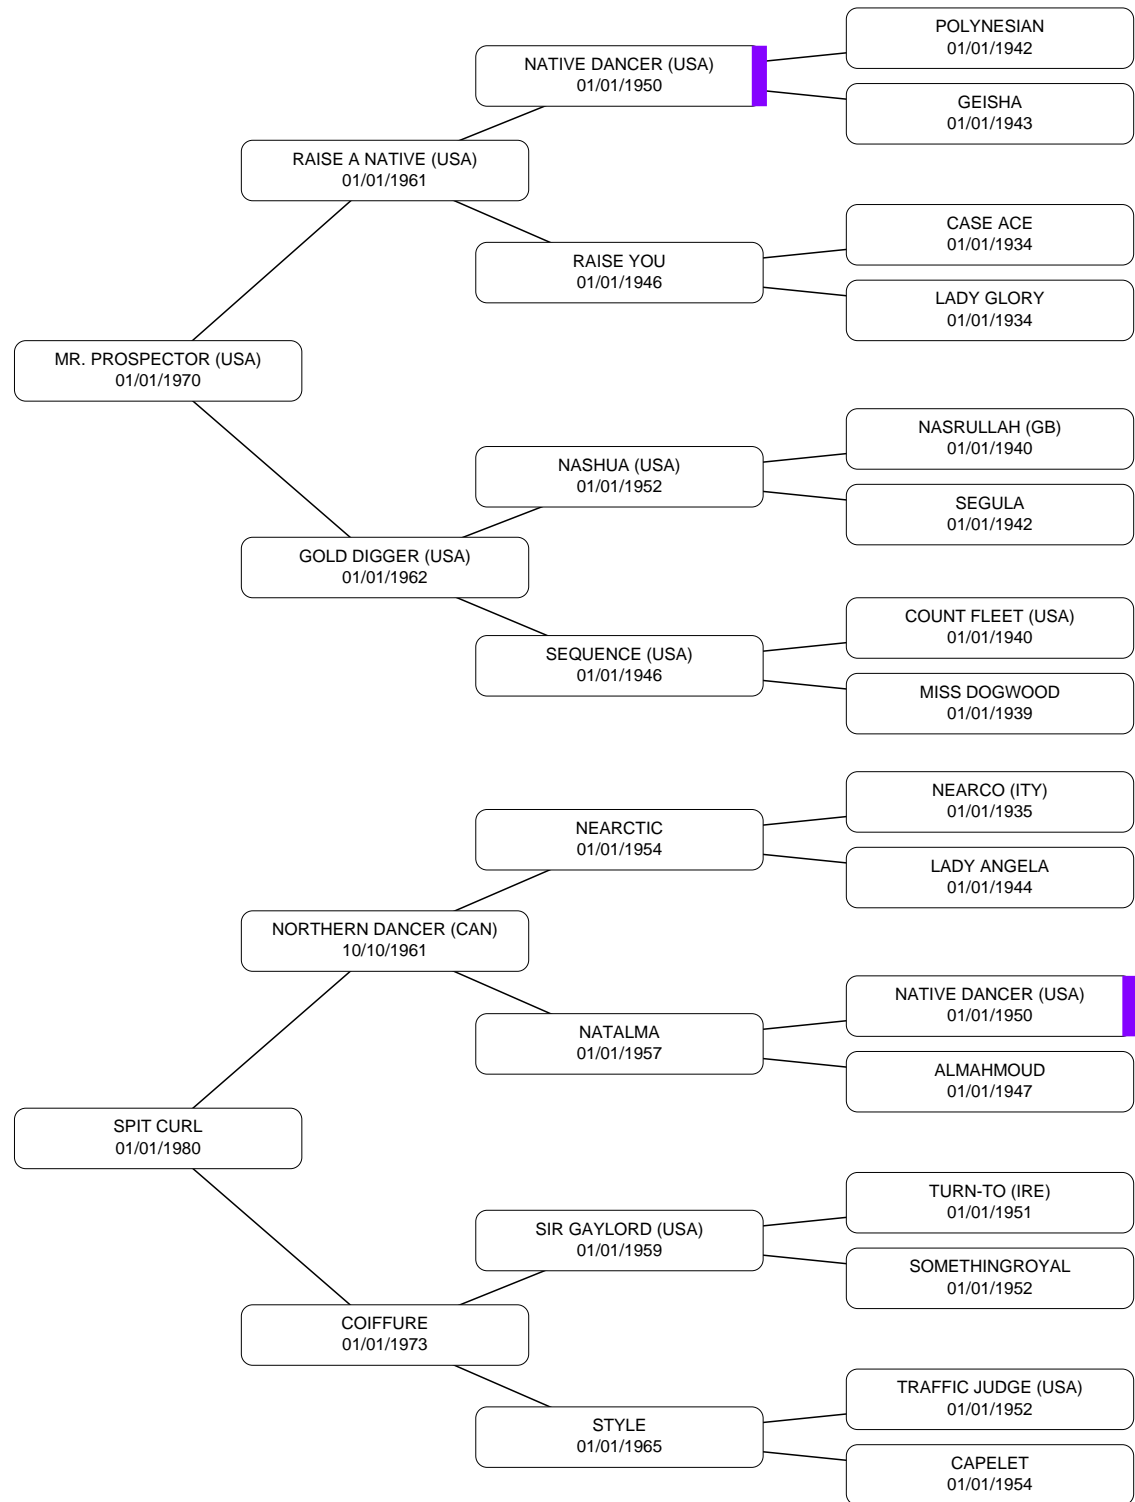 POLYNESIAN
01/01/1942
NATIVE DANCER (USA)
01/01/1950
GEISHA
01/01/1943
RAISE A NATIVE (USA)
01/01/1961
CASE ACE
01/01/1934
RAISE YOU
01/01/1946
LADY GLORY
01/01/1934
MR. PROSPECTOR (USA)
01/01/1970
NASRULLAH (GB)
01/01/1940
NASHUA (USA)
01/01/1952
SEGULA
01/01/1942
GOLD DIGGER (USA)
01/01/1962
COUNT FLEET (USA)
01/01/1940
SEQUENCE (USA)
01/01/1946
MISS DOGWOOD
01/01/1939
NEARCO (ITY)
01/01/1935
NEARCTIC
01/01/1954
LADY ANGELA
01/01/1944
NORTHERN DANCER (CAN)
10/10/1961
NATIVE DANCER (USA)
01/01/1950
NATALMA
01/01/1957
ALMAHMOUD
01/01/1947
SPIT CURL
01/01/1980
TURN-TO (IRE)
01/01/1951
SIR GAYLORD (USA)
01/01/1959
SOMETHINGROYAL
01/01/1952
COIFFURE
01/01/1973
TRAFFIC JUDGE (USA)
01/01/1952
STYLE
01/01/1965
CAPELET
01/01/1954